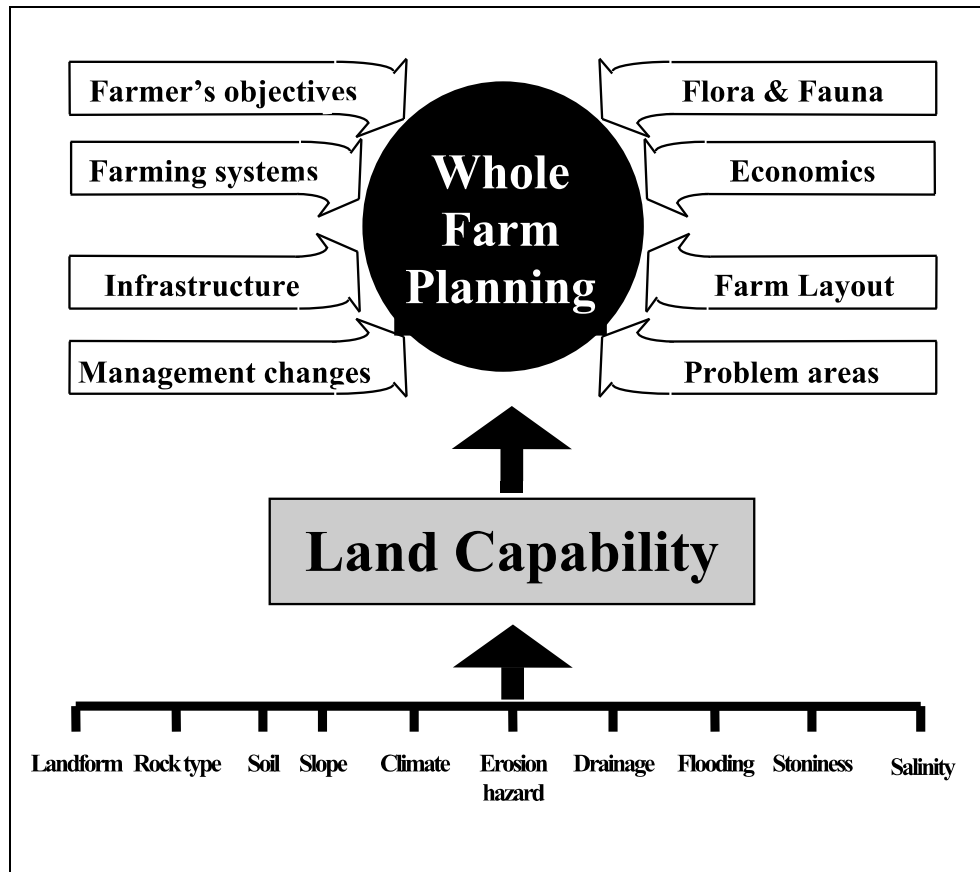 Farmer’s objectives
Flora & Fauna
Farming systems
Economics
Whole
Farm
Planning
Infrastructure
Farm Layout
Management changes
Problem areas
Land Capability
Landform
Rock type
Soil
Slope
Climate
Erosion
hazard
Drainage
Flooding
Stoniness
Salinity